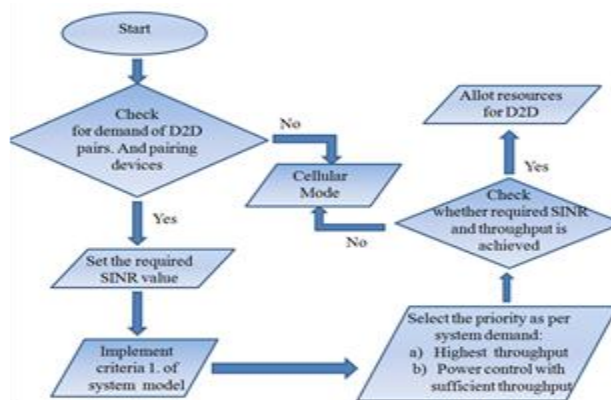 Start
Check
for demand of D2D
pairs. And pairing
devices
No
Yes
Cellular
Mode
Set the required
SINR value
Implement
criteria 1. of
system model
Select the priority as per
system demand:
a) Highest throughput
b) Power control with
sufficient throughput
Check
whether required SINR
and throughput is
achieved
No
Yes
Allot resources
for D2D